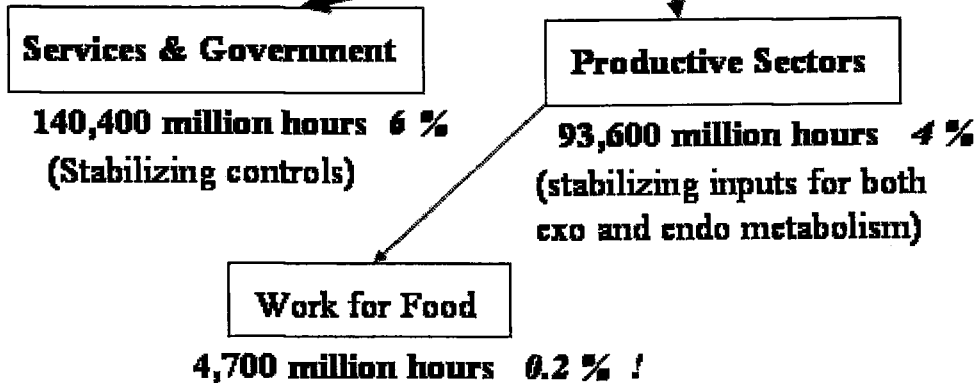 Services & Government
140,400 million hours 6 %
(Stabilizing controls)
Productive Sectors
93,600 million hours 4 %
(stabilizing inputs for both
exo and endo metabolism)
Work for Food
4,700 million hours 0.2 % !